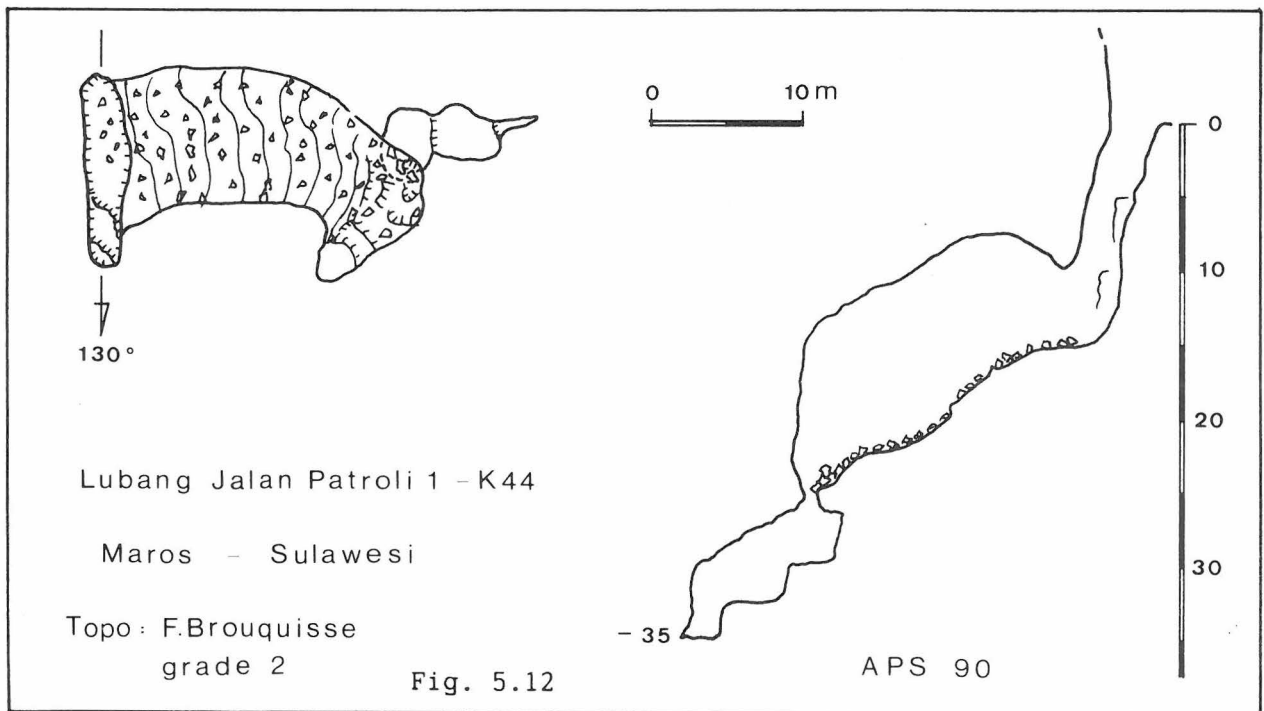 130°
0 10 m
0
10
20
30
- 35
Lubang Jalan Patroli 1 - K44
Maros - Sulawesi
Topo: F.Brouquisse
grade 2
Fig. 5.12
APS 90